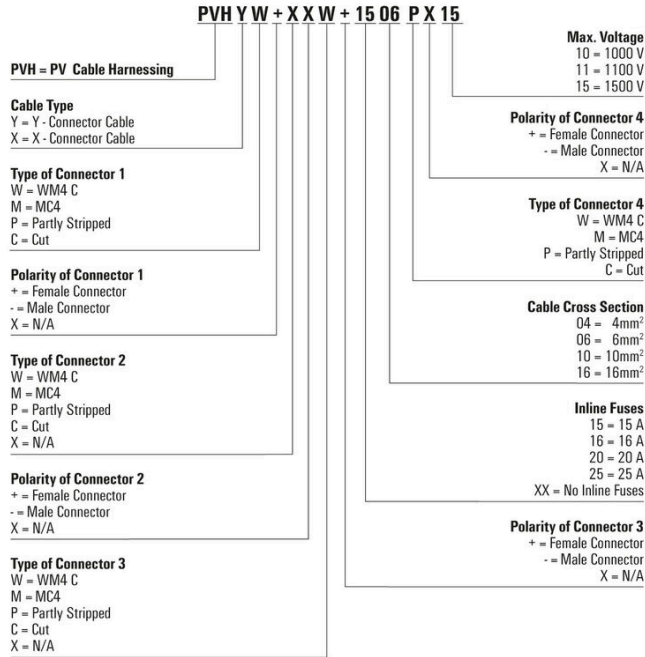 PVH Y W + X X W + 15 06 P X 15
PVH = PV Cable Harnessing
Cable Type
Y = Y - Connector Cable
X = X - Connector Cable
Type of Connector 1
W = WM4 C
M = MC4
P = Partly Stripped
C = Cut
Polarity of Connector 1
+ = Female Connector
- = Male Connector
X = N/A
Type of Connector 2
W = WM4 C
M = MC4
P = Partly Stripped
C = Cut
X = N/A
Polarity of Connector 2
+ = Female Connector
- = Male Connector
X = N/A
Type of Connector 3
W = WM4 C
M = MC4
P = Partly Stripped
C = Cut
X = N/A
Max. Voltage
10 = 1000 V
11 = 1100 V
15 = 1500 V
Polarity of Connector 4
+ = Female Connector
- = Male Connector
X = N/A
Type of Connector 4
W = WM4 C
M = MC4
P = Partly Stripped
C = Cut
Cable Cross Section
04 = 4mm²
06 = 6mm²
10 = 10mm²
16 = 16mm²
Inline Fuses
15 = 15 A
16 = 16 A
20 = 20 A
25 = 25 A
XX = No Inline Fuses
Polarity of Connector 3
+ = Female Connector
- = Male Connector
X = N/A